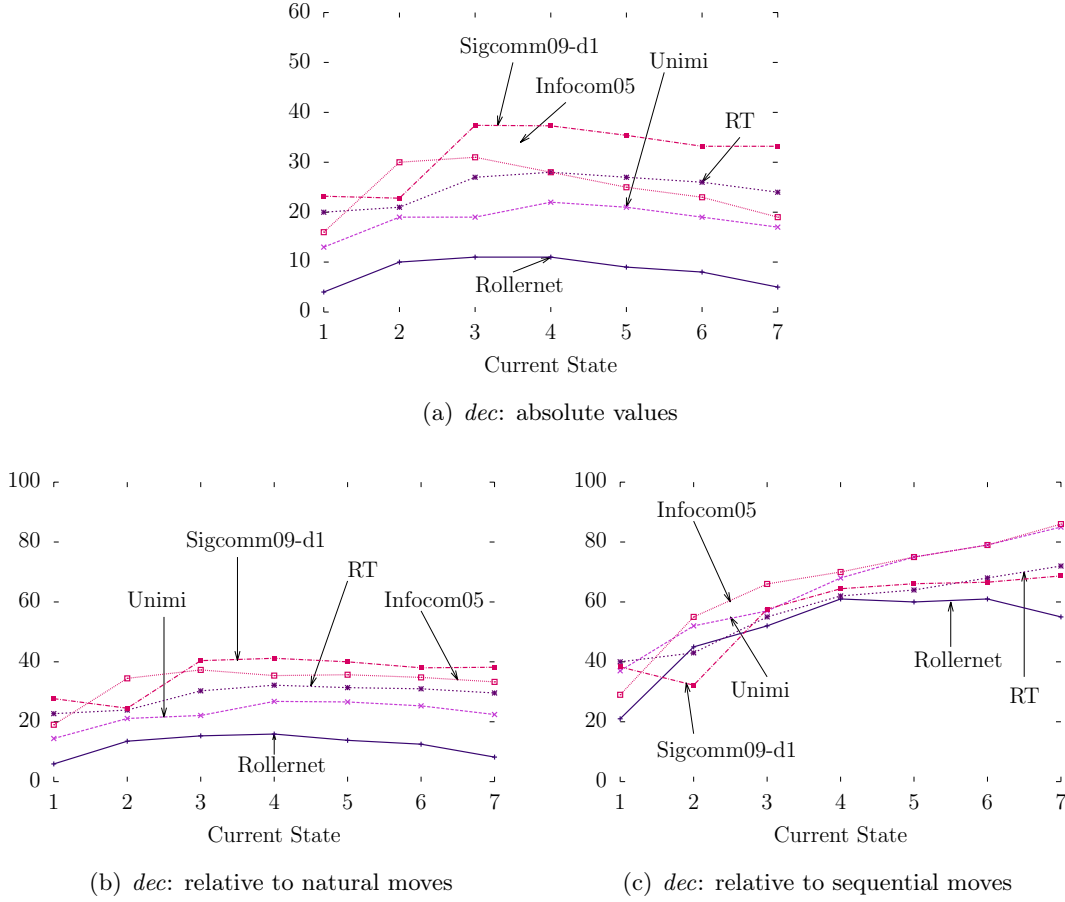 60
50
40
30
20
10
0
Sigcomm09-d1
Infocom05
Unimi
RT
Rollernet
1 2 3 4 5 6 7
Current State
(a) dec: absolute values
100
80
60
40
20
0
Sigcomm09-d1
RT
Unimi
Infocom05
Rollernet
1 2 3 4 5 6 7
Current State
(b) dec: relative to natural moves
100
80
60
40
20
0
Infocom05
Rollernet
Unimi
RT
Sigcomm09-d1
1 2 3 4 5 6 7
Current State
(c) dec: relative to sequential moves